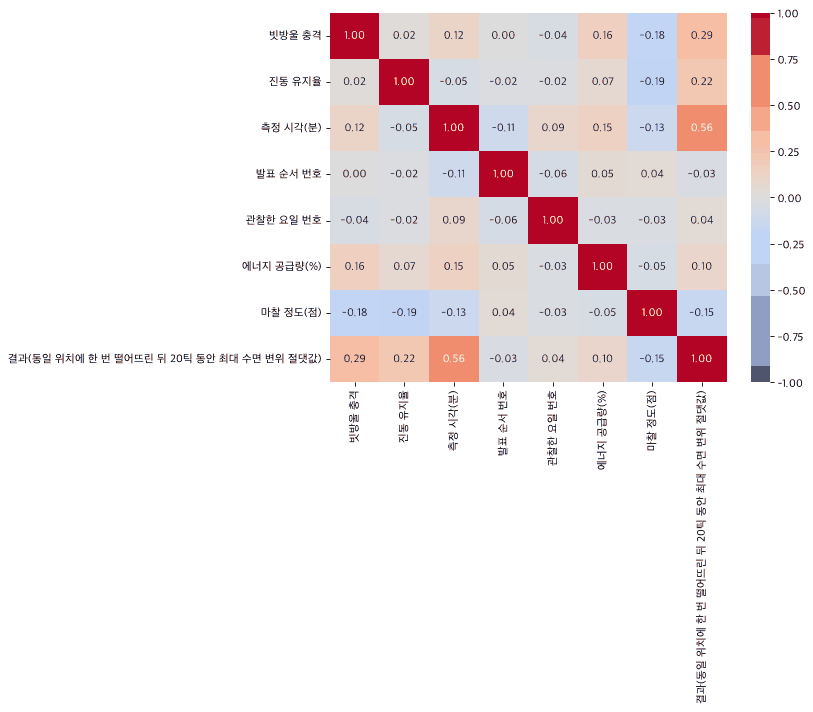 빗방울 충격 1.00 0.02 0.12 0.00 -0.04 0.16 -0.18 0.29
진동 유지율 0.02 1.00 -0.05 -0.02 -0.02 0.07 -0.19 0.22
측정 시각(분) 0.12 -0.05 1.00 -0.11 0.09 0.15 -0.13 0.56
발표 순서 번호 0.00 -0.02 -0.11 1.00 -0.06 0.05 0.04 -0.03
관찰한 요일 번호 -0.04 -0.02 0.09 -0.06 1.00 -0.03 -0.03 0.04
에너지 공급량(%) 0.16 0.07 0.15 0.05 -0.03 1.00 -0.05 0.10
마찰 정도(점) -0.18 -0.19 -0.13 0.04 -0.03 -0.05 1.00 -0.15
결과(동일 위치에 한 번 떨어뜨린 뒤 20틱 동안 최대 수면 변위 절댓값) 0.29 0.22 0.56 -0.03 0.04 0.10 -0.15 1.00
빗방울 충격
진동 유지율
측정 시각(분)
발표 순서 번호
관찰한 요일 번호
에너지 공급량(%)
마찰 정도(점)
결과(동일 위치에 한 번 떨어뜨린 뒤 20틱 동안 최대 수면 변위 절댓값)
1.00
0.75
0.50
0.25
0.00
-0.25
-0.50
-0.75
-1.00